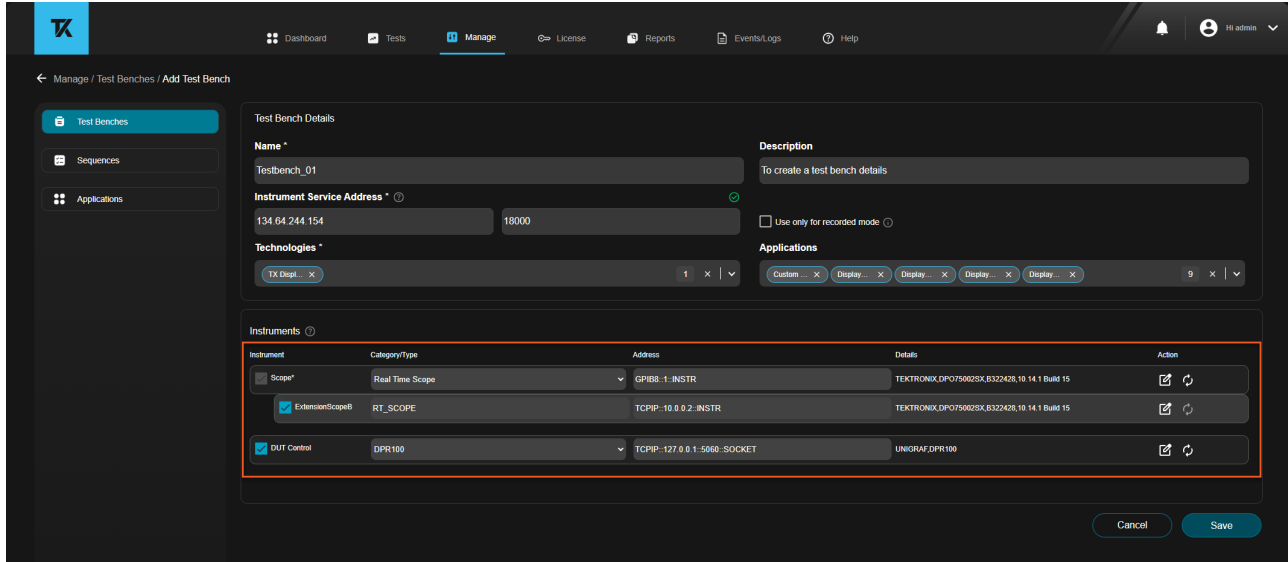 Dashboard Tests Manage License Reports Events/Logs Help Hi admin
Manage / Test Benches / Add Test Bench
Test Benches
Sequences
Applications
Test Bench Details
Name * Description
Testbench_01 To create a test bench details
Instrument Service Address *
134.64.244.154 18000 Use only for recorded mode
Technologies * Applications
TX Displ... 1 Custom ... Display... Display... Display... Display... 9
Instruments
Instrument Category/Type Address Details Action
Scope* Real Time Scope GPIB8::1::INSTR TEKTRONIX,DPO75002SX,B322428,10.14.1 Build 15
ExtensionScopeB RT_SCOPE TCPIP::10.0.0.2::INSTR TEKTRONIX,DPO75002SX,B322428,10.14.1 Build 15
DUT Control DPR100 TCPIP::127.0.0.1::5060::SOCKET UNIGRAF,DPR100
Cancel Save